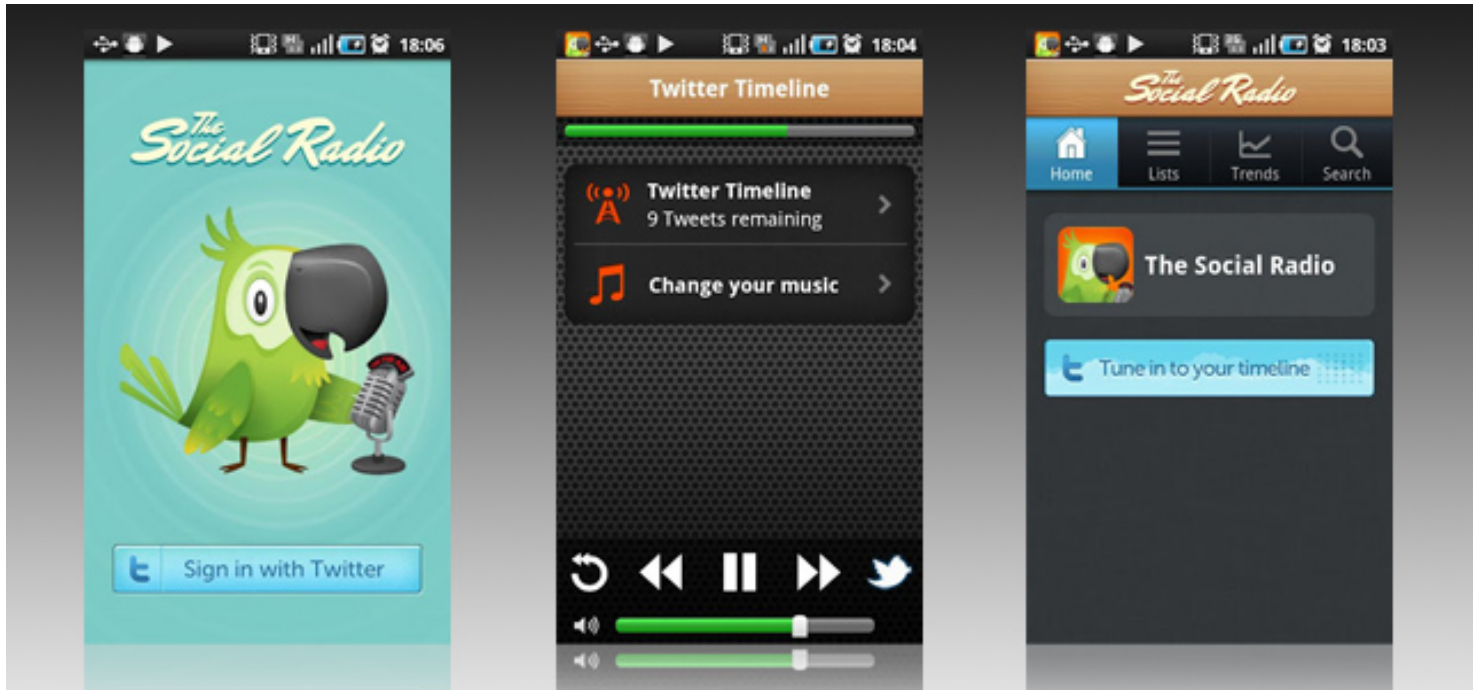 18:06
The
Social Radio
Sign in with Twitter
18:04
Twitter Timeline
Twitter Timeline
9 Tweets remaining
Change your music
18:03
The
Social Radio
Home
Lists
Trends
Search
The Social Radio
t Tune in to your timeline